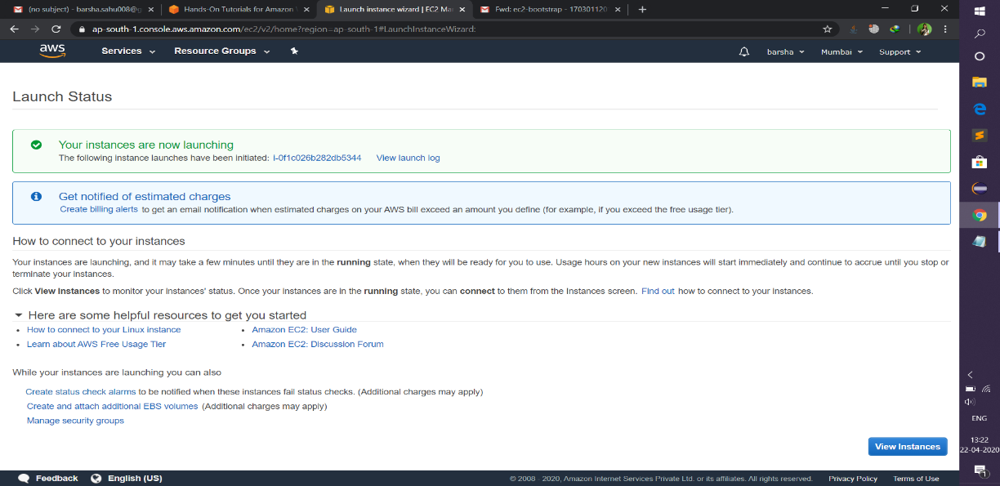 (no subject) - barsha.sahu008@g
Hands-On Tutorials for Amazon
Launch instance wizard | EC2 Ma
Fwd: ec2-bootstrap - 170301120
ap-south-1.console.aws.amazon.com/ec2/v2/home?region=ap-south-1#LaunchInstanceWizard:
aws Services Resource Groups barsha Mumbai Support
Launch Status
Your instances are now launching
The following instance launches have been initiated: i-0f1c026b282db5344 View launch log
Get notified of estimated charges
Create billing alerts to get an email notification when estimated charges on your AWS bill exceed an amount you define (for example, if you exceed the free usage tier).
How to connect to your instances
Your instances are launching, and it may take a few minutes until they are in the running state, when they will be ready for you to use. Usage hours on your new instances will start immediately and continue to accrue until you stop or
terminate your instances.
Click View Instances to monitor your instances' status. Once your instances are in the running state, you can connect to them from the Instances screen. Find out how to connect to your instances.
Here are some helpful resources to get you started
• How to connect to your Linux instance • Amazon EC2: User Guide
• Learn about AWS Free Usage Tier • Amazon EC2: Discussion Forum
While your instances are launching you can also
Create status check alarms to be notified when these instances fail status checks. (Additional charges may apply)
Create and attach additional EBS volumes (Additional charges may apply)
Manage security groups
View Instances
Feedback English (US) © 2008 - 2020, Amazon Internet Services Private Ltd. or its affiliates. All rights reserved. Privacy Policy Terms of Use
ENG
13:22
22-04-2020
1